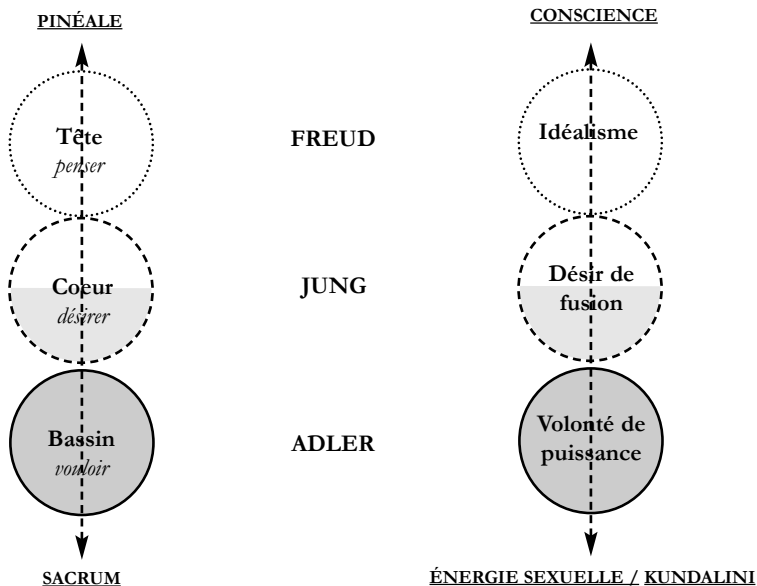 PINÉALE
CONSCIENCE
Tête
penser
FREUD
Idéalisme
Coeur
désirer
JUNG
Désir de
fusion
Bassin
vouloir
ADLER
Volonté de
puissance
SACRUM
ÉNERGIE SEXUELLE / KUNDALINI